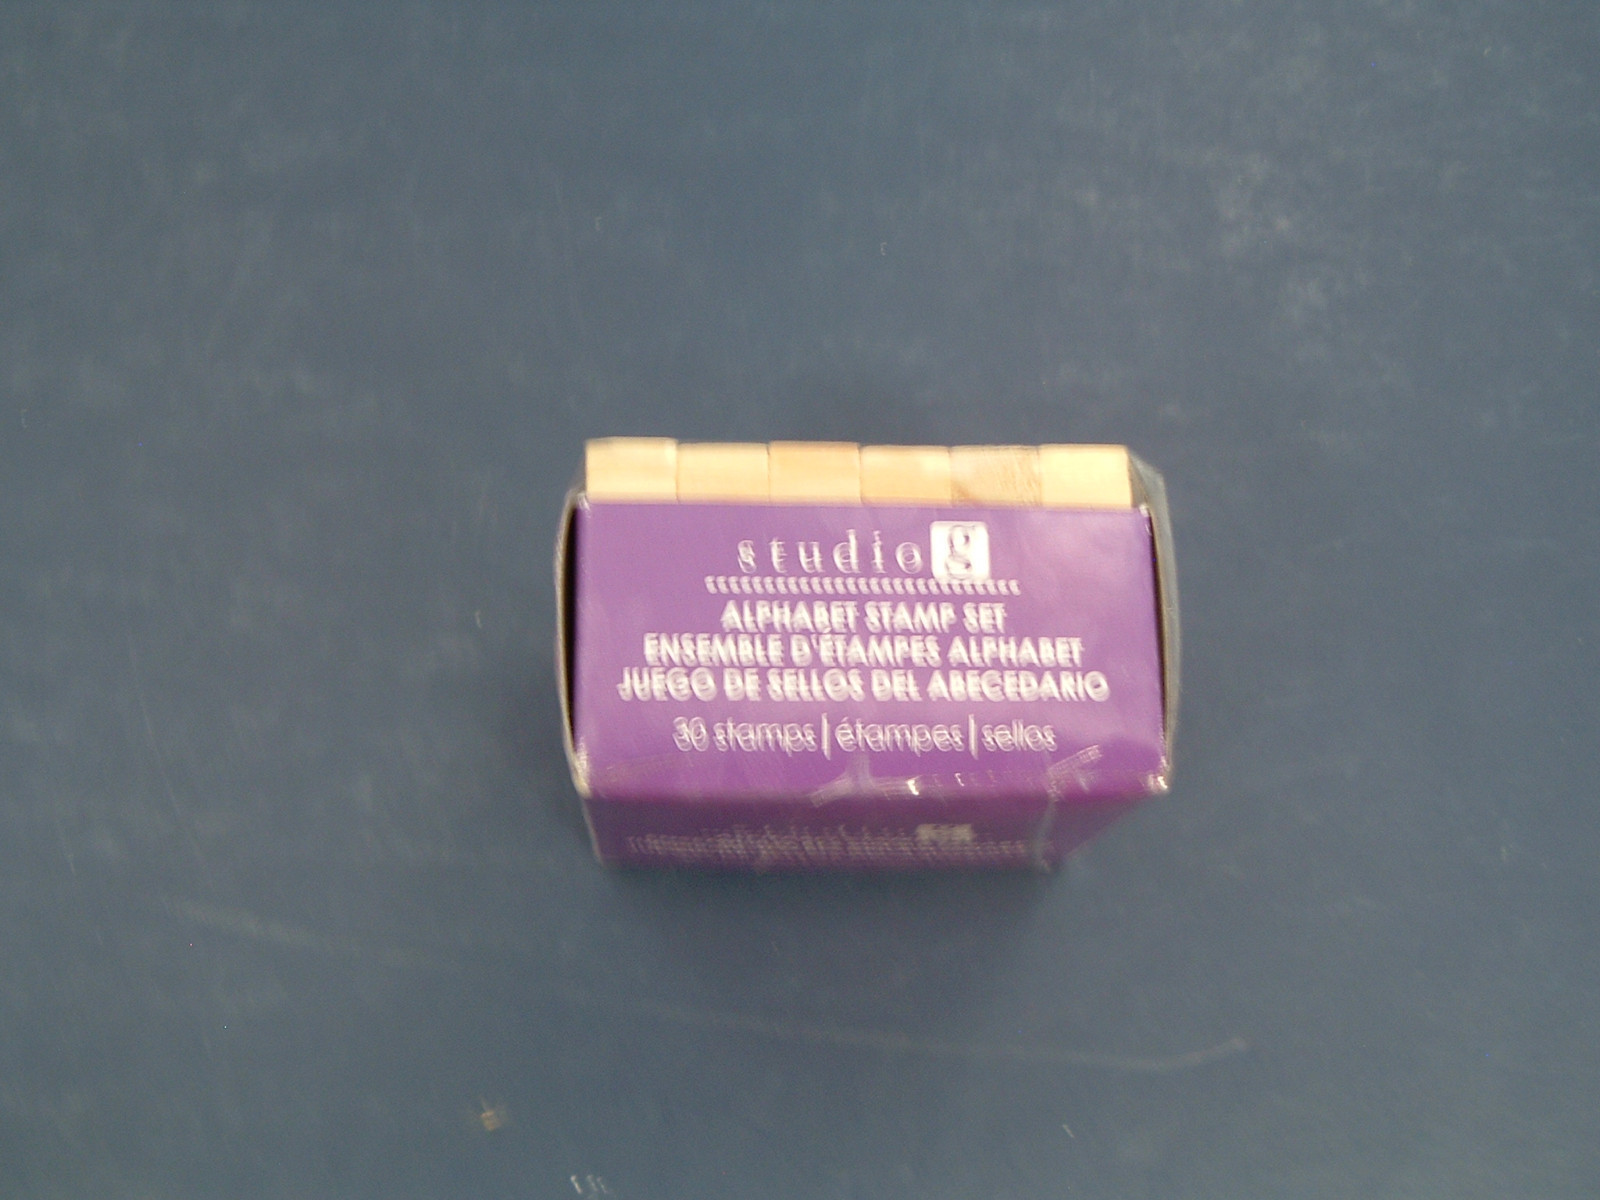 studio g
ALPHABET STAMP SET
ENSEMBLE D'ÉTAMPES ALPHABET
JUEGO DE SELLOS DEL ABECEDARIO
30 stamps | étampes | sellos